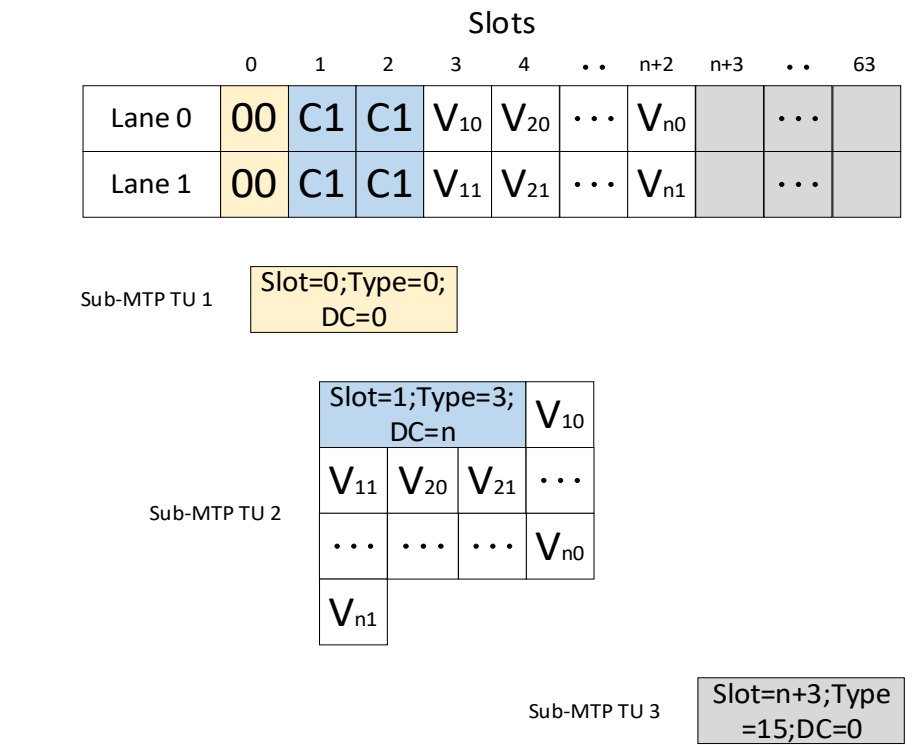 Slots
0 1 2 3 4 •• n+2 n+3 •• 63
Lane 0 00 C1 C1 V10 V20 ••• Vn0 •••
Lane 1 00 C1 C1 V11 V21 ••• Vn1 •••
Sub-MTP TU 1
Slot=0;Type=0;
DC=0
Sub-MTP TU 2
Slot=1;Type=3;
DC=n
V10
V11 V20 V21 •••
••• ••• ••• Vn0
Vn1
Sub-MTP TU 3
Slot=n+3;Type
=15;DC=0